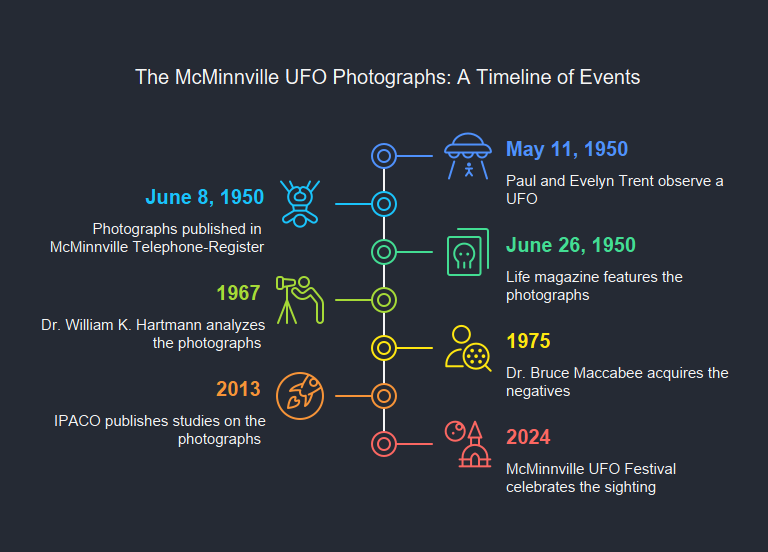 The McMinnville UFO Photographs: A Timeline of Events
May 11, 1950
Paul and Evelyn Trent observe a
UFO
June 8, 1950
Photographs published in
McMinnville Telephone-Register
June 26, 1950
Life magazine features the
photographs
1967
Dr. William K. Hartmann analyzes
the photographs
1975
Dr. Bruce Maccabee acquires the
negatives
2013
IPACO publishes studies on the
photographs
2024
McMinnville UFO Festival
celebrates the sighting